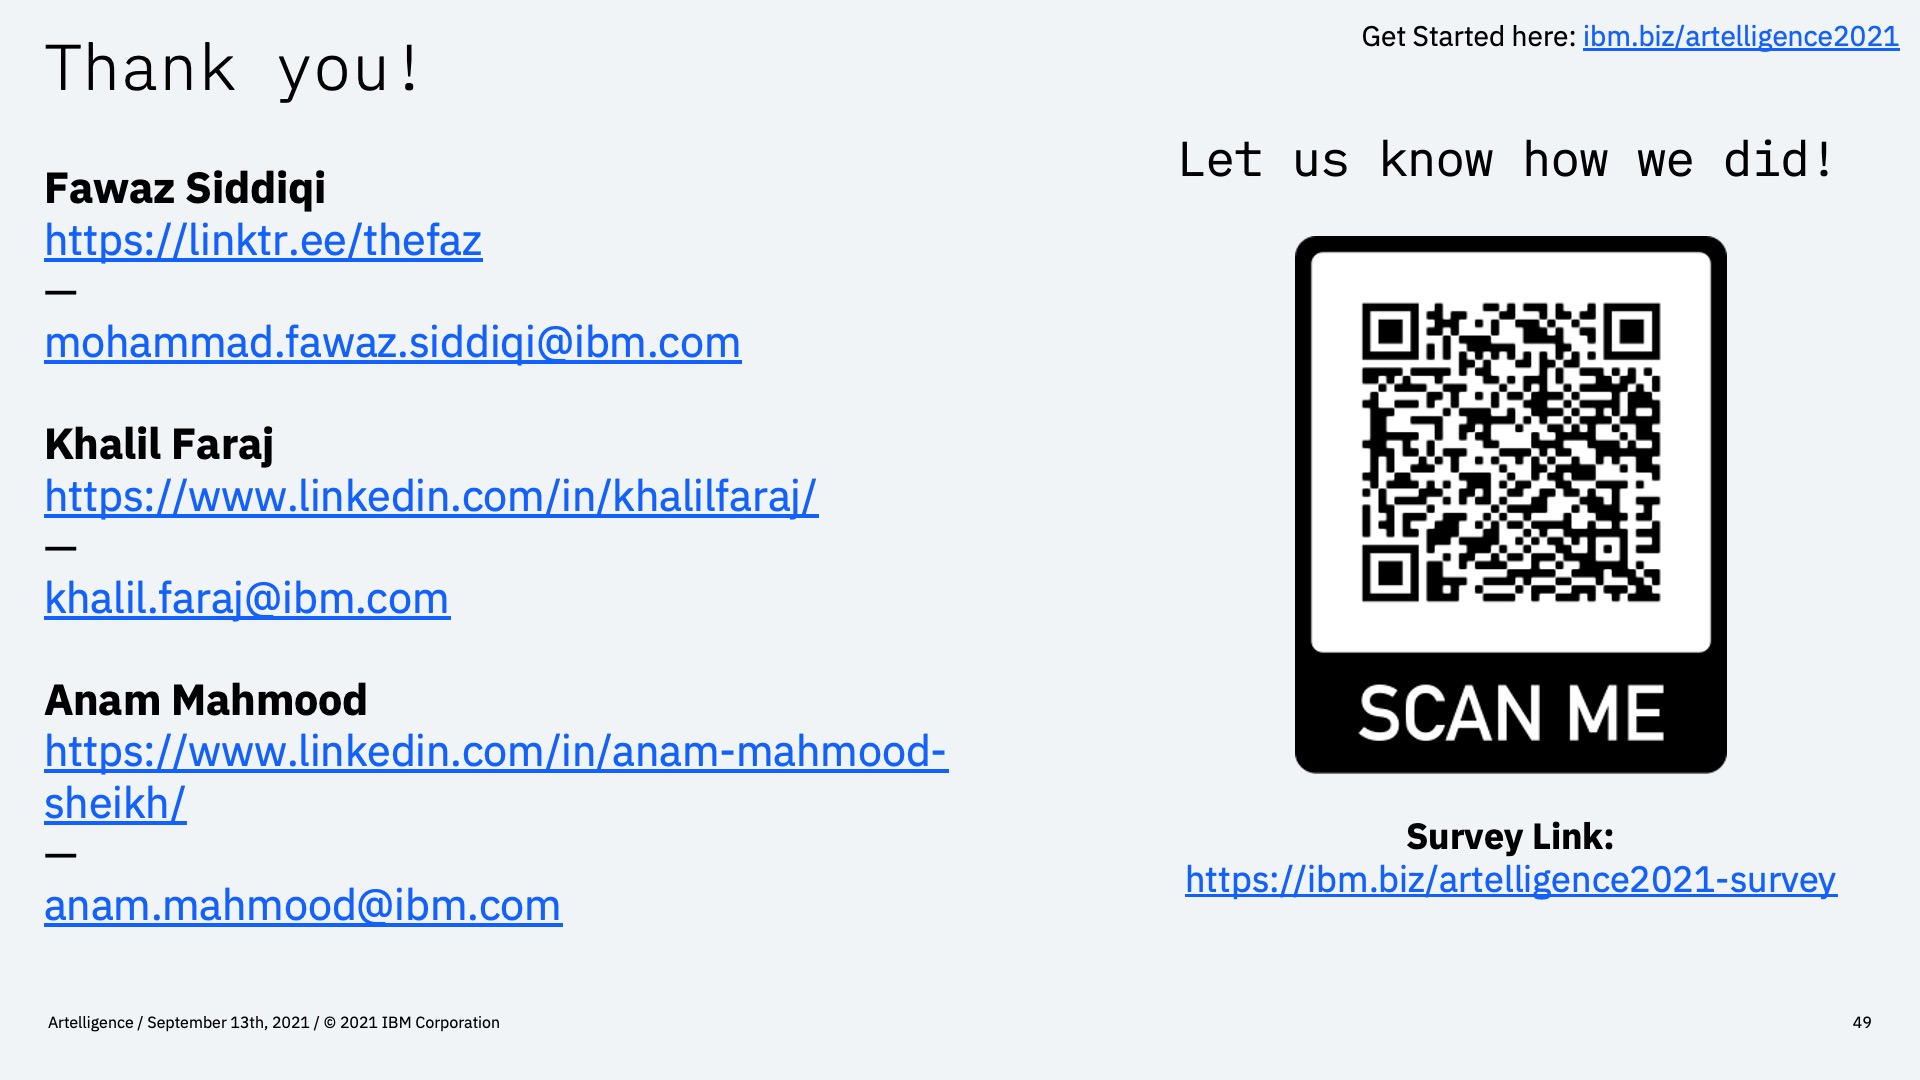 Thank you!
Get Started here: ibm.biz/artelligence2021
Fawaz Siddiqi
https://linktr.ee/thefaz
—
mohammad.fawaz.siddiqi@ibm.com
Khalil Faraj
https://www.linkedin.com/in/khalilfaraj/
—
khalil.faraj@ibm.com
Anam Mahmood
https://www.linkedin.com/in/anam-mahmood-
sheikh/
—
anam.mahmood@ibm.com
Let us know how we did!
SCAN ME
Survey Link:
https://ibm.biz/artelligence2021-survey
Artelligence / September 13th, 2021 / © 2021 IBM Corporation
49